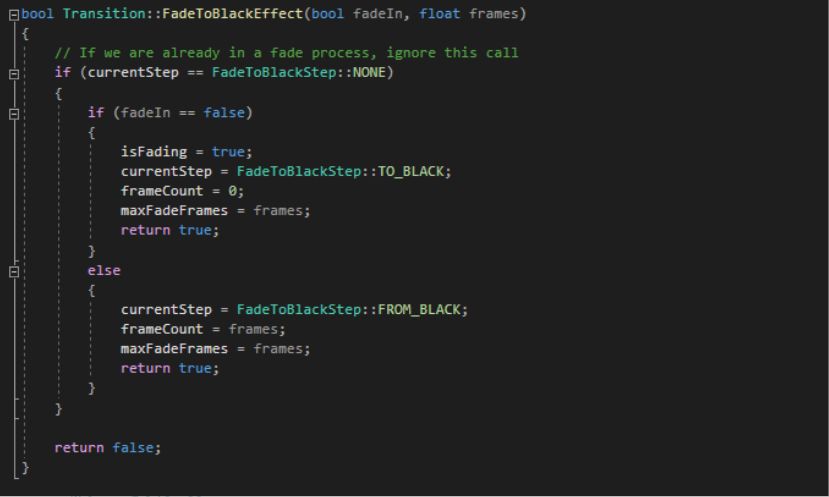 bool Transition::FadeToBlackEffect(bool fadeIn, float frames)
{
    // If we are already in a fade process, ignore this call
    if (currentStep == FadeToBlackStep::NONE)
    {
        if (fadeIn == false)
        {
            isFading = true;
            currentStep = FadeToBlackStep::TO_BLACK;
            frameCount = 0;
            maxFadeFrames = frames;
            return true;
        }
        else
        {
            currentStep = FadeToBlackStep::FROM_BLACK;
            frameCount = frames;
            maxFadeFrames = frames;
            return true;
        }
    }

    return false;
}